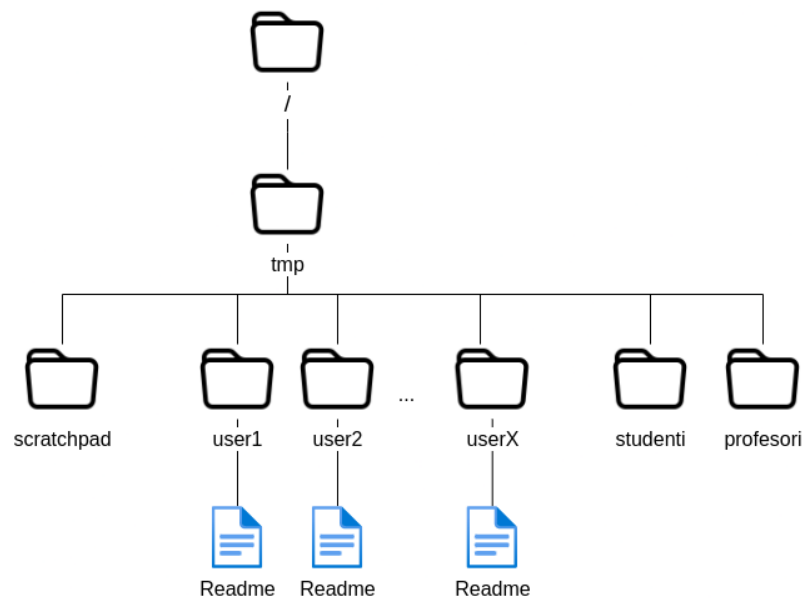 /
tmp
scratchpad
user1
user2
...
userX
studenti
profesori
Readme
Readme
Readme